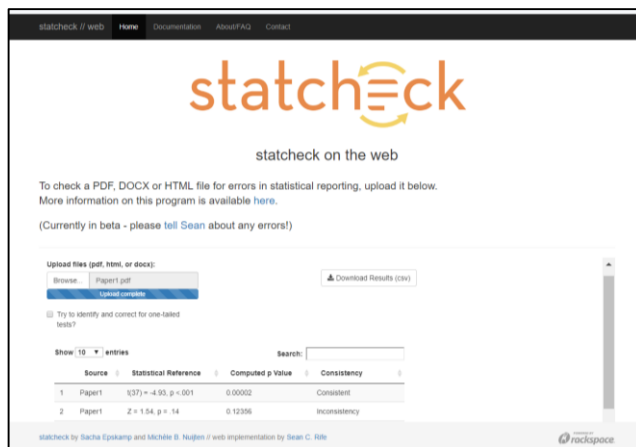 statcheck // web Home Documentation About/FAQ Contact
statcheck
statcheck on the web
To check a PDF, DOCX or HTML file for errors in statistical reporting, upload it below.
More information on this program is available here.
(Currently in beta - please tell Sean about any errors!)
Upload files (pdf, html, or docx):
Browse... Paper1.pdf
Upload complete
Download Results (csv)
Try to identify and correct for one-tailed
tests?
Show 10 entries Search:
Source Statistical Reference Computed p Value Consistency
1 Paper1 t(37) = -4.93, p <.001 0.00002 Consistent
2 Paper1 Z = 1.54, p = .14 0.12356 Inconsistency
statcheck by Sacha Epskamp and Michèle B. Nuijten // web implementation by Sean C. Rife
POWERED BY
rackspace